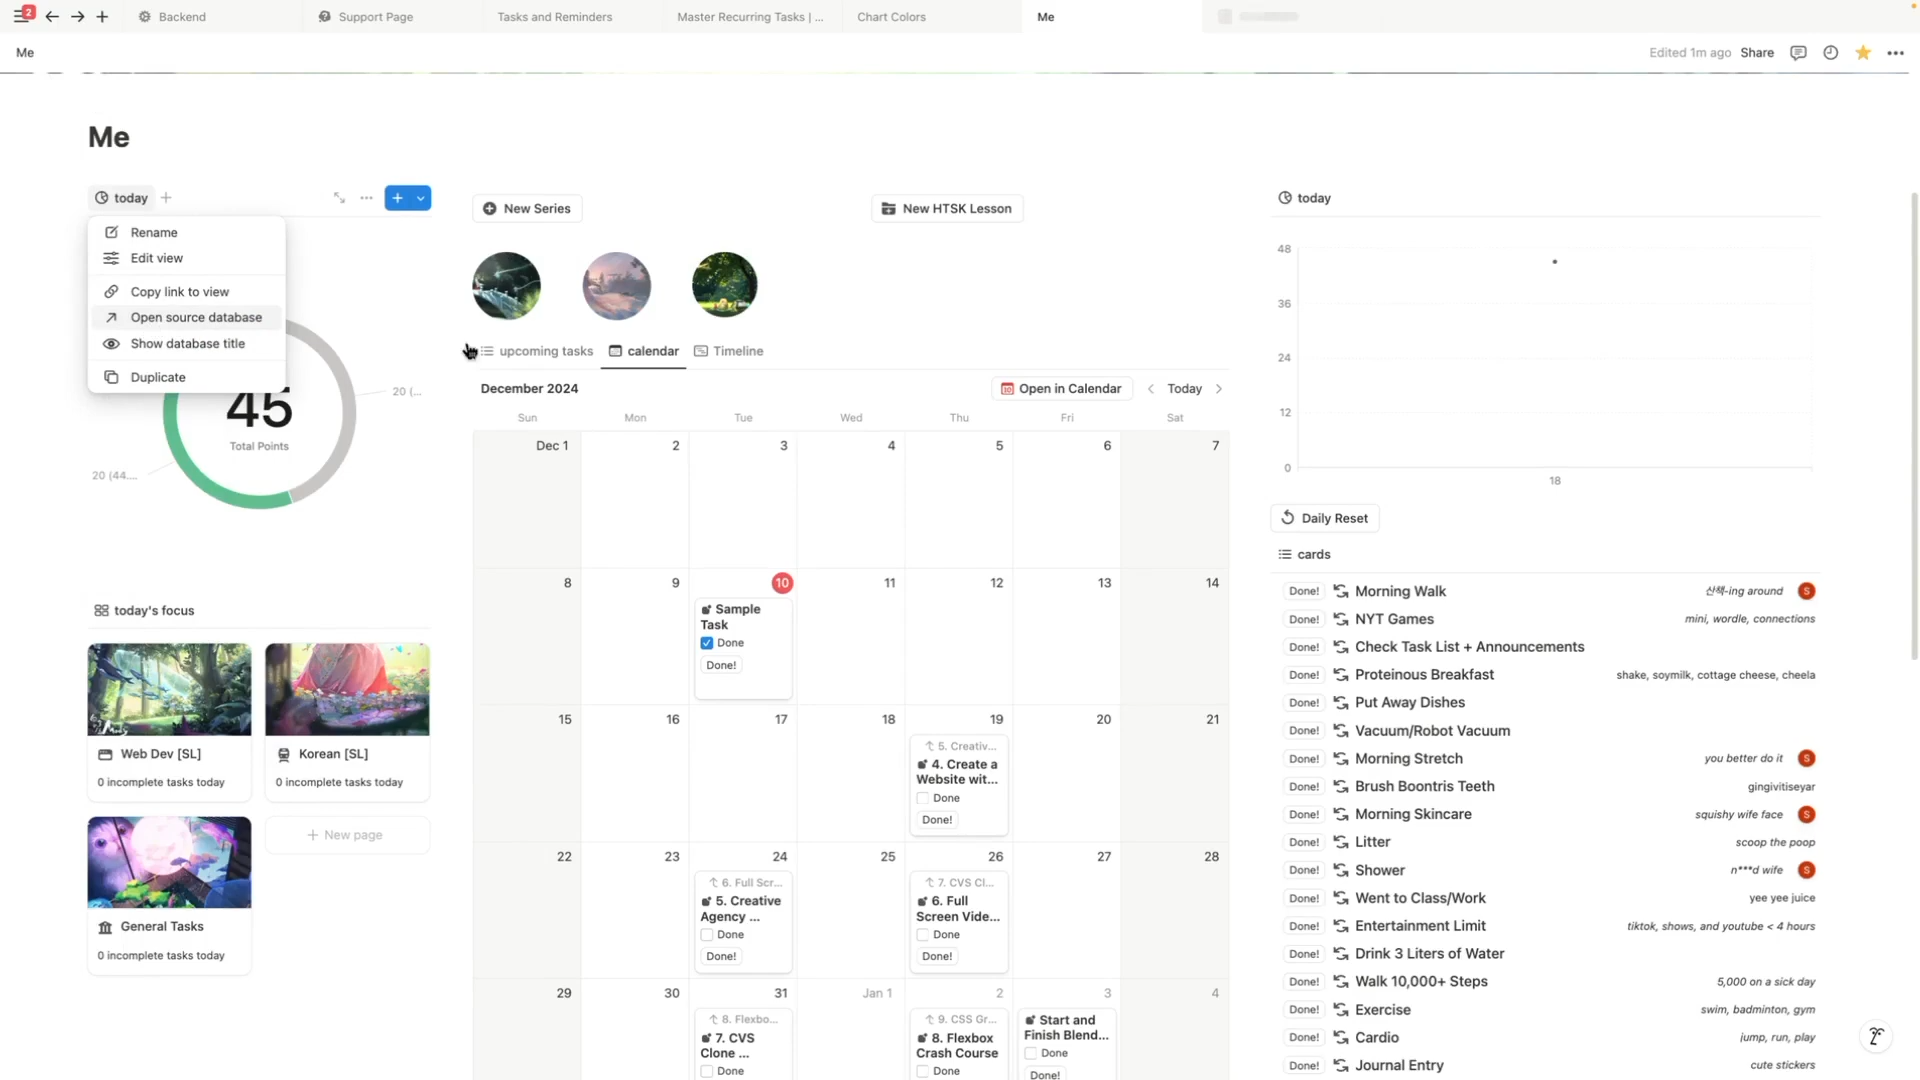 2
Backend
Support Page
Tasks and Reminders
Master Recurring Tasks | ...
Chart Colors
Me
Me
Edited 1m ago
Share
Me
today
Rename
Edit view
Copy link to view
Open source database
Show database title
Duplicate
45
Total Points
20 (...
20 (44....
today's focus
Web Dev [SL]
0 incomplete tasks today
Korean [SL]
0 incomplete tasks today
General Tasks
0 incomplete tasks today
New page
New Series
New HTSK Lesson
upcoming tasks
calendar
Timeline
December 2024
Open in Calendar
Today
Sun Mon Tue Wed Thu Fri Sat
Dec 1 2 3 4 5 6 7
8 9 10 11 12 13 14
Sample
Task
Done
Done!
15 16 17 18 19 20 21
5. Creativ...
4. Create a
Website wit...
Done
Done!
22 23 24 25 26 27 28
6. Full Scr...
5. Creative
Agency ...
Done
Done!
7. CVS Cl...
6. Full
Screen Vide...
Done
Done!
29 30 31 Jan 1 2 3 4
8. Flexbo...
7. CVS
Clone ...
Done
9. CSS Gr...
8. Flexbox
Crash Course
Done
Start and
Finish Blend...
Done
Done!
today
48
36
24
12
0
18
Daily Reset
cards
Done! Morning Walk 산책-ing around S
Done! NYT Games mini, wordle, connections
Done! Check Task List + Announcements
Done! Proteinous Breakfast shake, soymilk, cottage cheese, cheela
Done! Put Away Dishes
Done! Vacuum/Robot Vacuum
Done! Morning Stretch you better do it S
Done! Brush Boontris Teeth gingivitiseyar
Done! Morning Skincare squishy wife face S
Done! Litter scoop the poop
Done! Shower n***d wife S
Done! Went to Class/Work yee yee juice
Done! Entertainment Limit tiktok, shows, and youtube < 4 hours
Done! Drink 3 Liters of Water
Done! Walk 10,000+ Steps 5,000 on a sick day
Done! Exercise swim, badminton, gym
Done! Cardio jump, run, play
Done! Journal Entry cute stickers